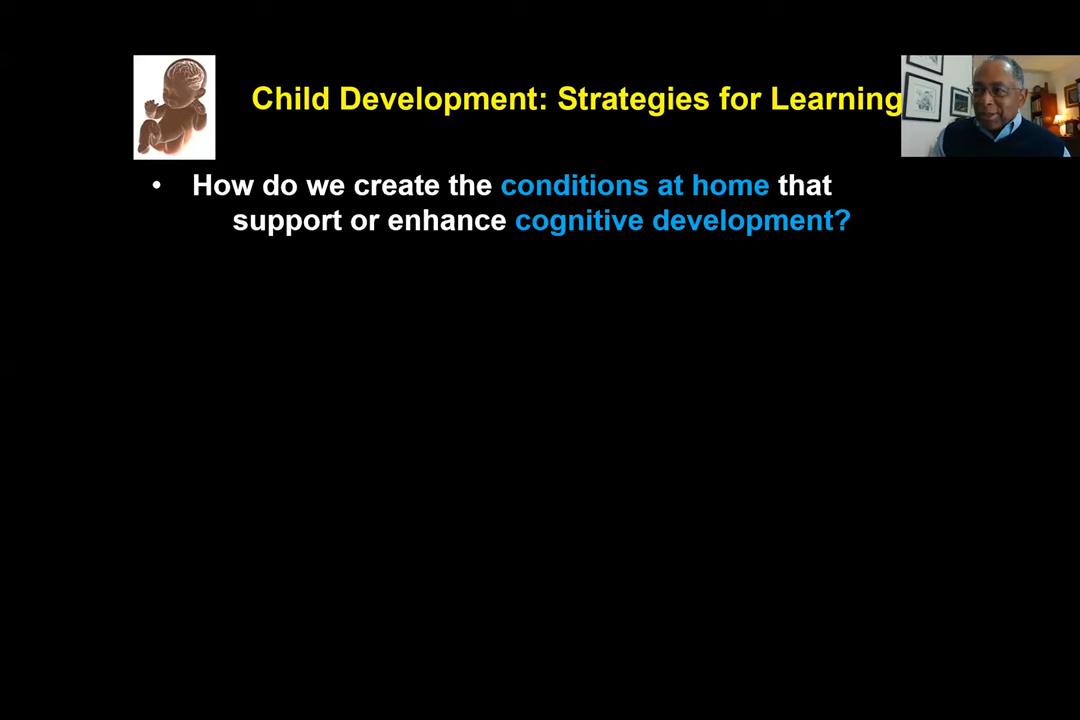 Child Development: Strategies for Learning
• How do we create the conditions at home that
support or enhance cognitive development?